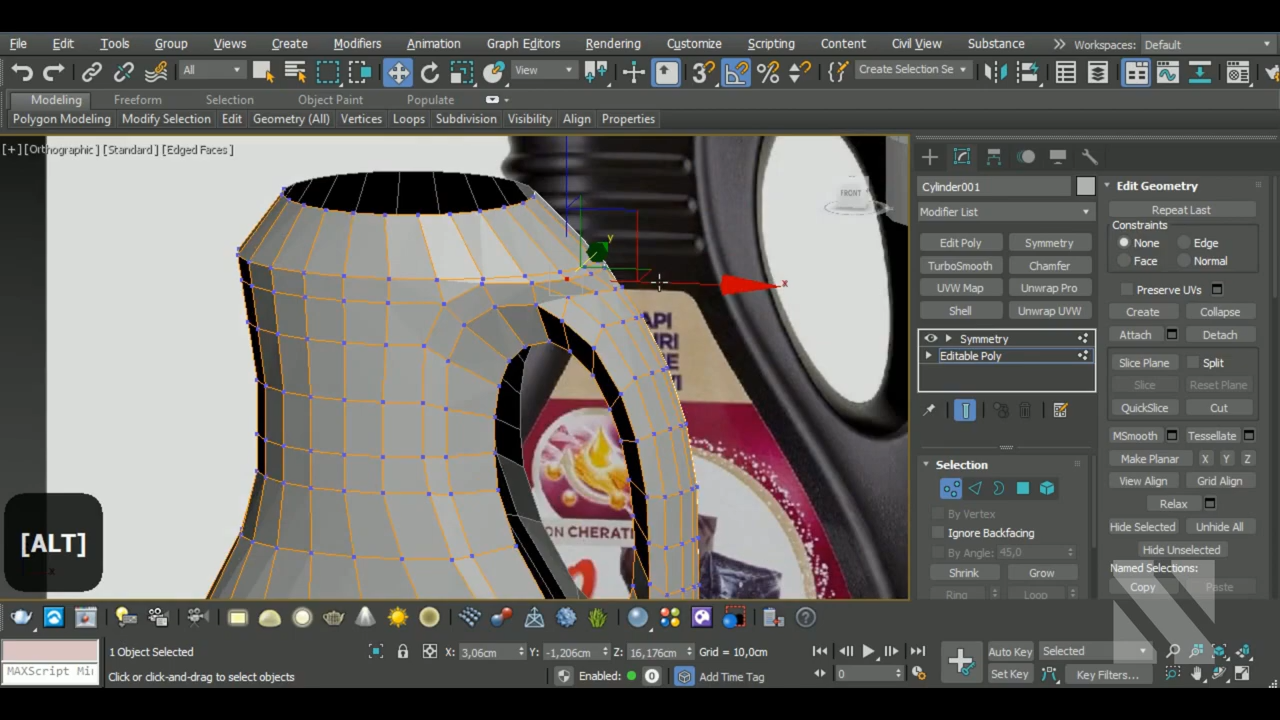 File Edit Tools Group Views Create Modifiers Animation Graph Editors Rendering Customize Scripting Content Civil View Substance Workspaces: Default
All View Create Selection Se
Modeling Freeform Selection Object Paint Populate
Polygon Modeling Modify Selection Edit Geometry (All) Vertices Loops Subdivision Visibility Align Properties
[+] [Orthographic] [Standard] [Edged Faces]
FRONT
y
x
API
ON CHERATI
[ALT]
x
Cylinder001
Modifier List
Edit Poly Symmetry
TurboSmooth Chamfer
UVW Map Unwrap Pro
Shell Unwrap UVW
Symmetry
Editable Poly
Selection
By Vertex
Ignore Backfacing
By Angle: 45,0
Shrink Grow
Ring Loop
Edit Geometry
Repeat Last
Constraints
None Edge
Face Normal
Preserve UVs
Create Collapse
Attach Detach
Slice Plane Split
Slice Reset Plane
QuickSlice Cut
MSmooth Tessellate
Make Planar X Y Z
View Align Grid Align
Relax
Hide Selected Unhide All
Hide Unselected
Named Selections:
Copy Paste
MAXScript Mi
1 Object Selected
Click or click-and-drag to select objects
X: 3,06cm Y: -1,206cm Z: 16,176cm Grid = 10,0cm
Enabled: 0 Add Time Tag
0
Auto Key Selected
Set Key Key Filters...